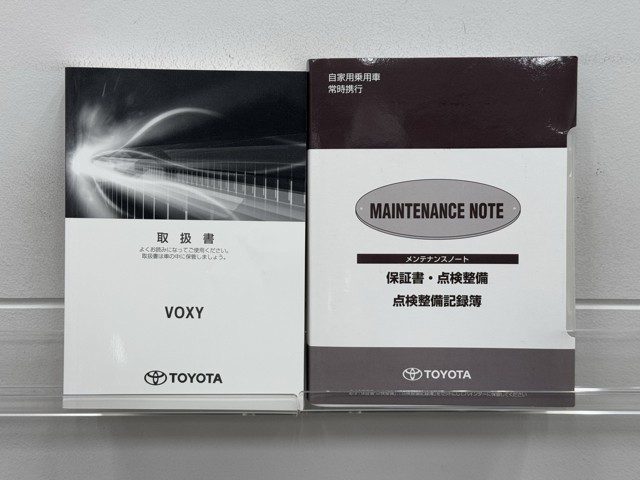 取扱書
よくお読みになってご使用ください。
取扱書は車の中に保管しましょう。
VOXY
TOYOTA
自家用乗用車
常時携行
MAINTENANCE NOTE
メンテナンスノート
保証書・点検整備
点検整備記録簿
TOYOTA